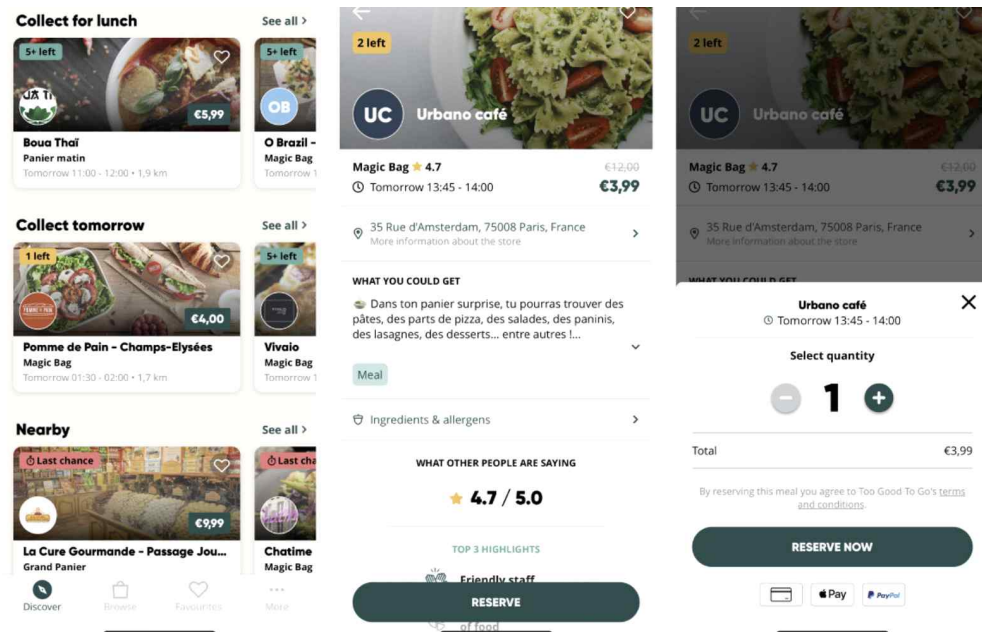 Collect for lunch
See all >
5+ left
€5,99
Boua Thaï
Panier matin
Tomorrow 11:00 - 12:00 • 1,9 km
5+ left
OB
O Brazil -
Magic Bag
Tomorrow 1
Collect tomorrow
See all >
1 left
€4,00
Pomme de Pain - Champs-Elysées
Magic Bag
Tomorrow 01:30 - 02:00 • 1,7 km
5+ left
Vivaio
Magic Bag
Tomorrow 1
Nearby
See all >
Last chance
€9,99
La Cure Gourmande - Passage Jou...
Grand Panier
Last cha
Chatime
Magic Bag
Discover
Browse
Favourites
More
2 left
UC
Urbano café
Magic Bag 4.7
€12,00
Tomorrow 13:45 - 14:00
€3,99
35 Rue d'Amsterdam, 75008 Paris, France
More information about the store
WHAT YOU COULD GET
Dans ton panier surprise, tu pourras trouver des
pâtes, des parts de pizza, des salades, des paninis,
des lasagnes, des desserts... entre autres !...
Meal
Ingredients & allergens
WHAT OTHER PEOPLE ARE SAYING
4.7 / 5.0
TOP 3 HIGHLIGHTS
Friendly staff
RESERVE
of food
2 left
UC
Urbano café
Magic Bag 4.7
€12,00
Tomorrow 13:45 - 14:00
€3,99
35 Rue d'Amsterdam, 75008 Paris, France
More information about the store
WHAT YOU COULD GET
Urbano café
Tomorrow 13:45 - 14:00
Select quantity
1
Total
€3,99
By reserving this meal you agree to Too Good To Go's terms
and conditions.
RESERVE NOW
Pay
PayPal